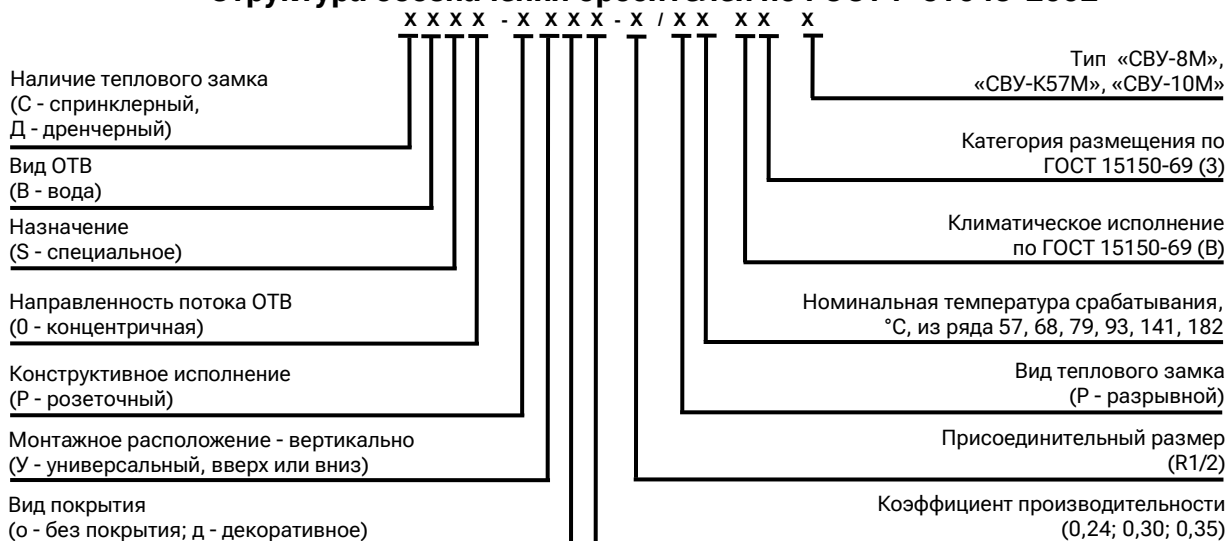 X X X X - X X X X - X / X X X X X
Наличие теплового замка
(С - спринклерный,
Д - дренчерный)
Вид ОТВ
(В - вода)
Назначение
(S - специальное)
Направленность потока ОТВ
(0 - концентричная)
Конструктивное исполнение
(Р - розеточный)
Монтажное расположение - вертикально
(У - универсальный, вверх или вниз)
Вид покрытия
(о - без покрытия; д - декоративное)
Тип «СВУ-8М»,
«СВУ-К57М», «СВУ-10М»
Категория размещения по
ГОСТ 15150-69 (3)
Климатическое исполнение
по ГОСТ 15150-69 (В)
Номинальная температура срабатывания,
°С, из ряда 57, 68, 79, 93, 141, 182
Вид теплового замка
(Р - разрывной)
Присоединительный размер
(R1/2)
Коэффициент производительности
(0,24; 0,30; 0,35)